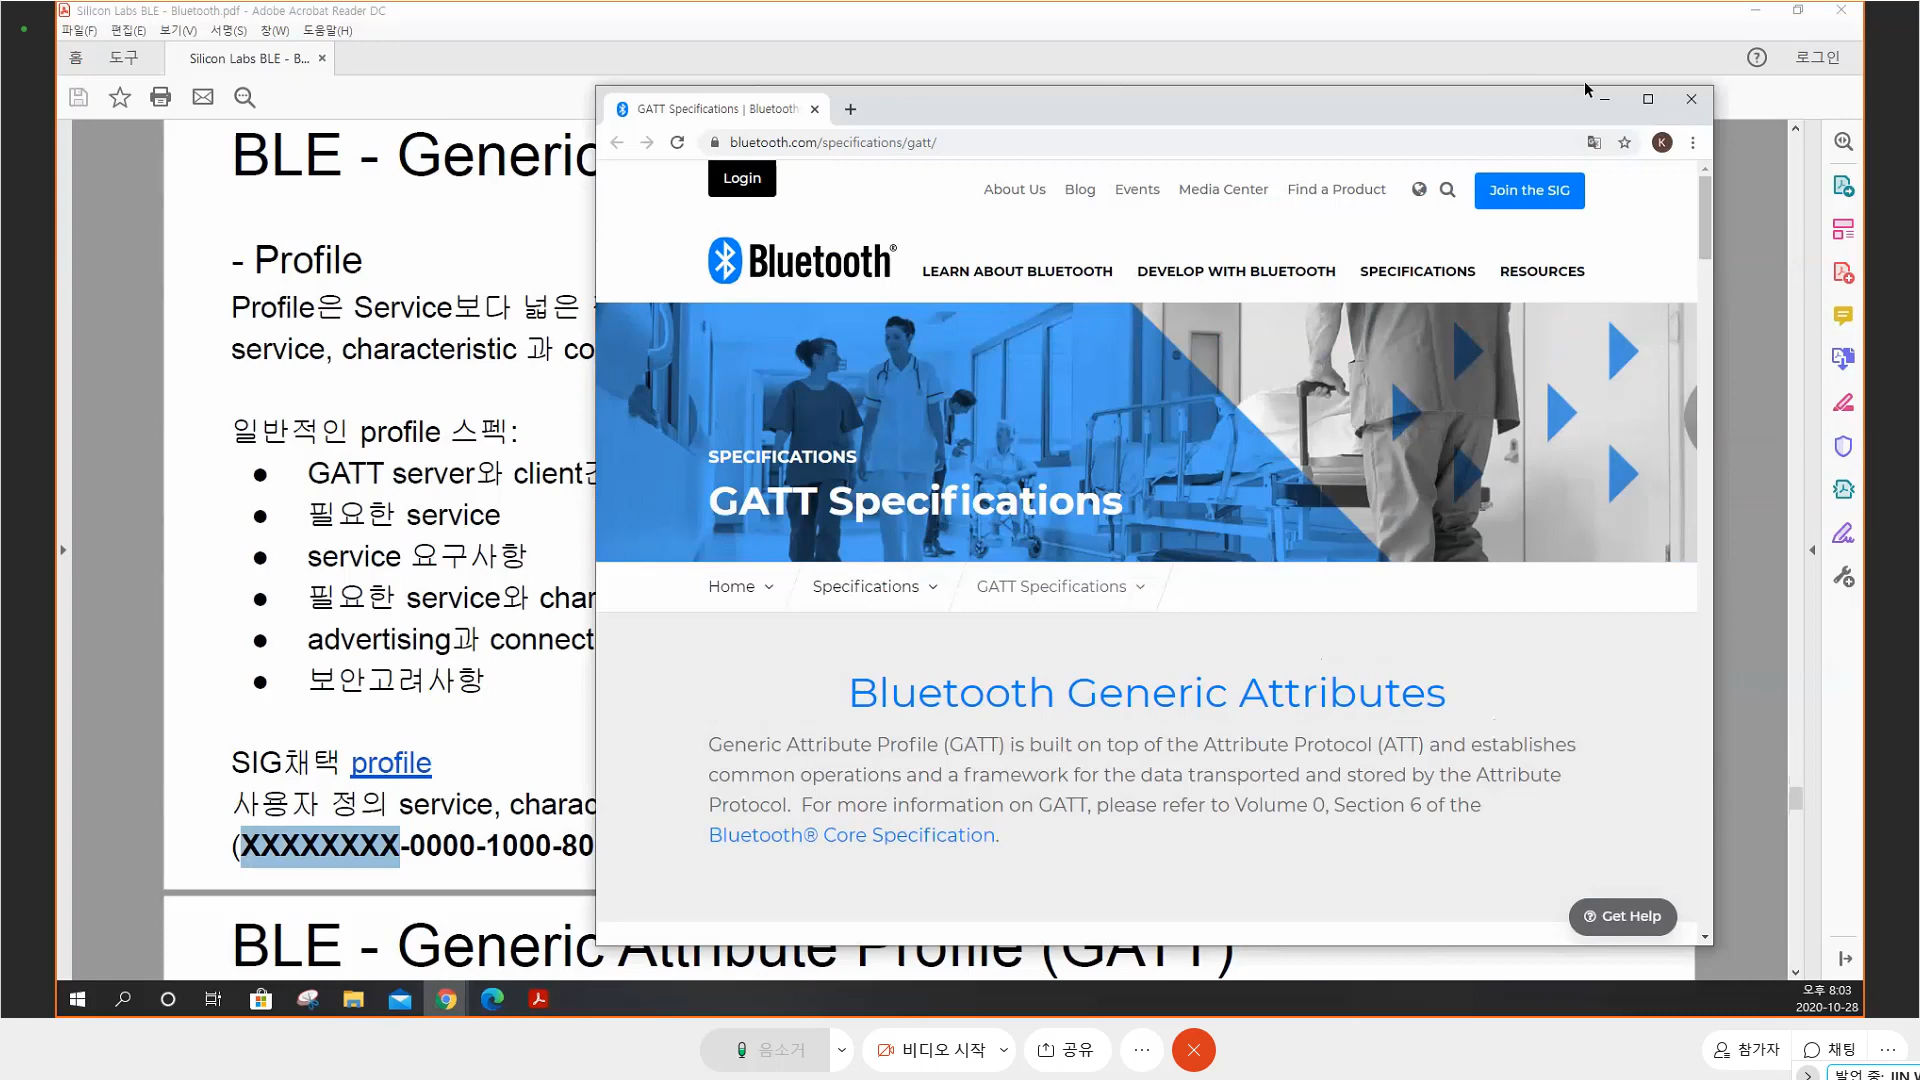 Silicon Labs BLE - Bluetooth.pdf - Adobe Acrobat Reader DC
파일(F) 편집(E) 보기(V) 서명(S) 창(W) 도움말(H)
홈 도구 Silicon Labs BLE - B... 로그인
GATT Specifications | Bluetooth
bluetooth.com/specifications/gatt/
K
Login
About Us Blog Events Media Center Find a Product Join the SIG
Bluetooth®
LEARN ABOUT BLUETOOTH DEVELOP WITH BLUETOOTH SPECIFICATIONS RESOURCES
SPECIFICATIONS
GATT Specifications
Home Specifications GATT Specifications
Bluetooth Generic Attributes
Generic Attribute Profile (GATT) is built on top of the Attribute Protocol (ATT) and establishes
common operations and a framework for the data transported and stored by the Attribute
Protocol. For more information on GATT, please refer to Volume 0, Section 6 of the
Bluetooth® Core Specification.
Get Help
BLE - Generic
- Profile
Profile은 Service보다 넓은
service, characteristic 과 co
일반적인 profile 스펙:
● GATT server와 client간
● 필요한 service
● service 요구사항
● 필요한 service와 char
● advertising과 connect
● 보안고려사항
SIG채택 profile
사용자 정의 service, charac
(XXXXXXXX-0000-1000-80
BLE - Generic Attribute Profile (GATT)
오후 8:03
2020-10-28
음소거 비디오 시작 공유 참가자 채팅
발언 중: JIN